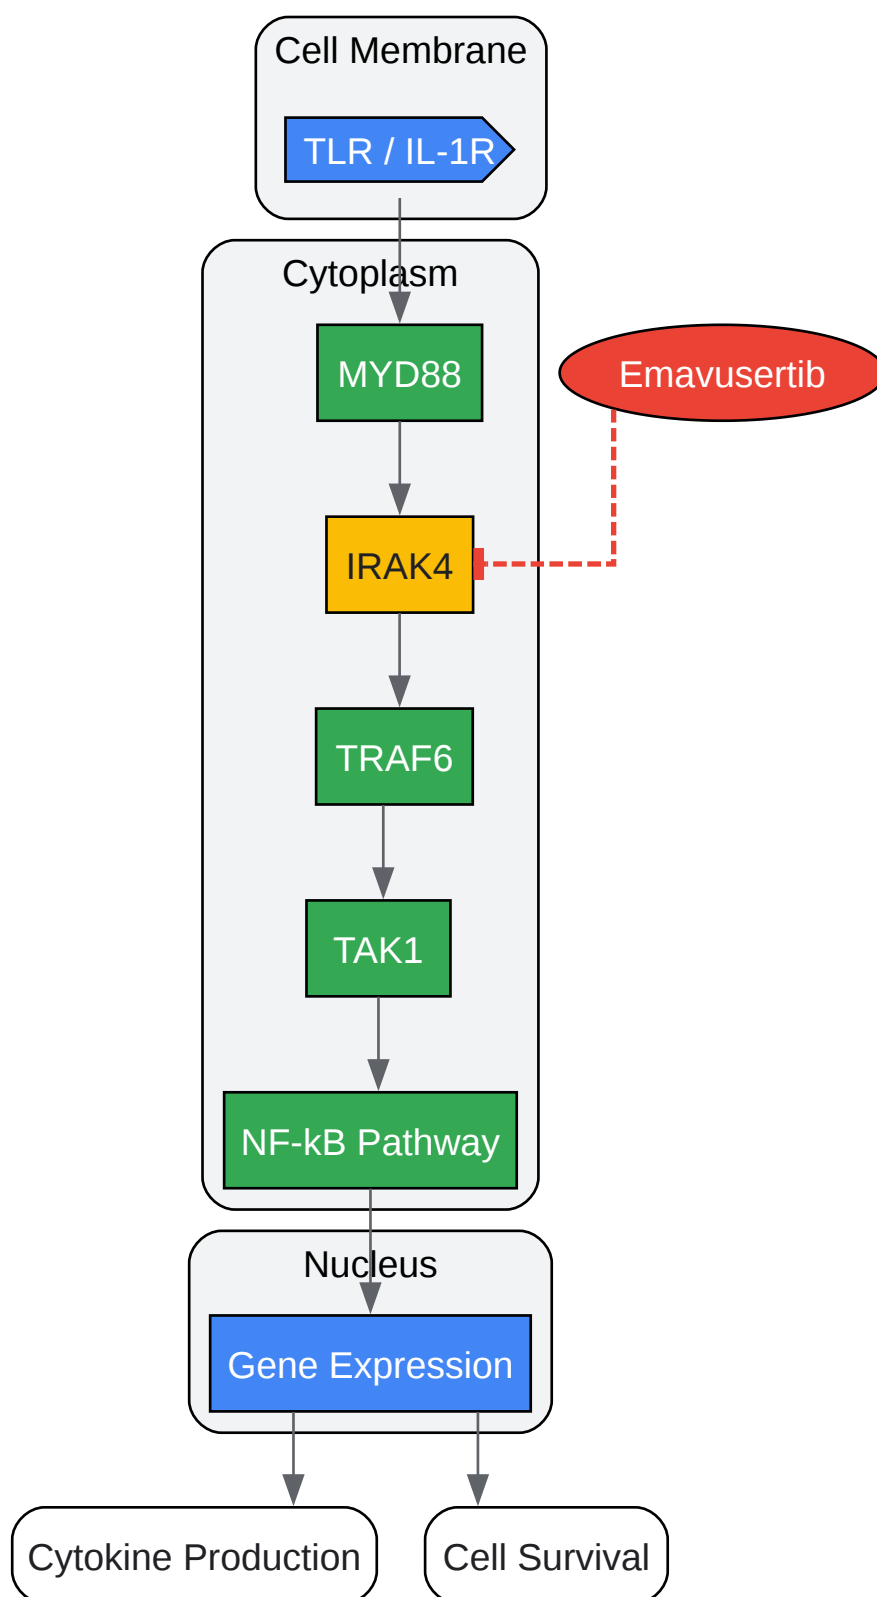 Cell Membrane
TLR / IL-1R
Cytoplasm
MYD88
Emavusertib
IRAK4
TRAF6
TAK1
NF-kB Pathway
Nucleus
Gene Expression
Cytokine Production
Cell Survival